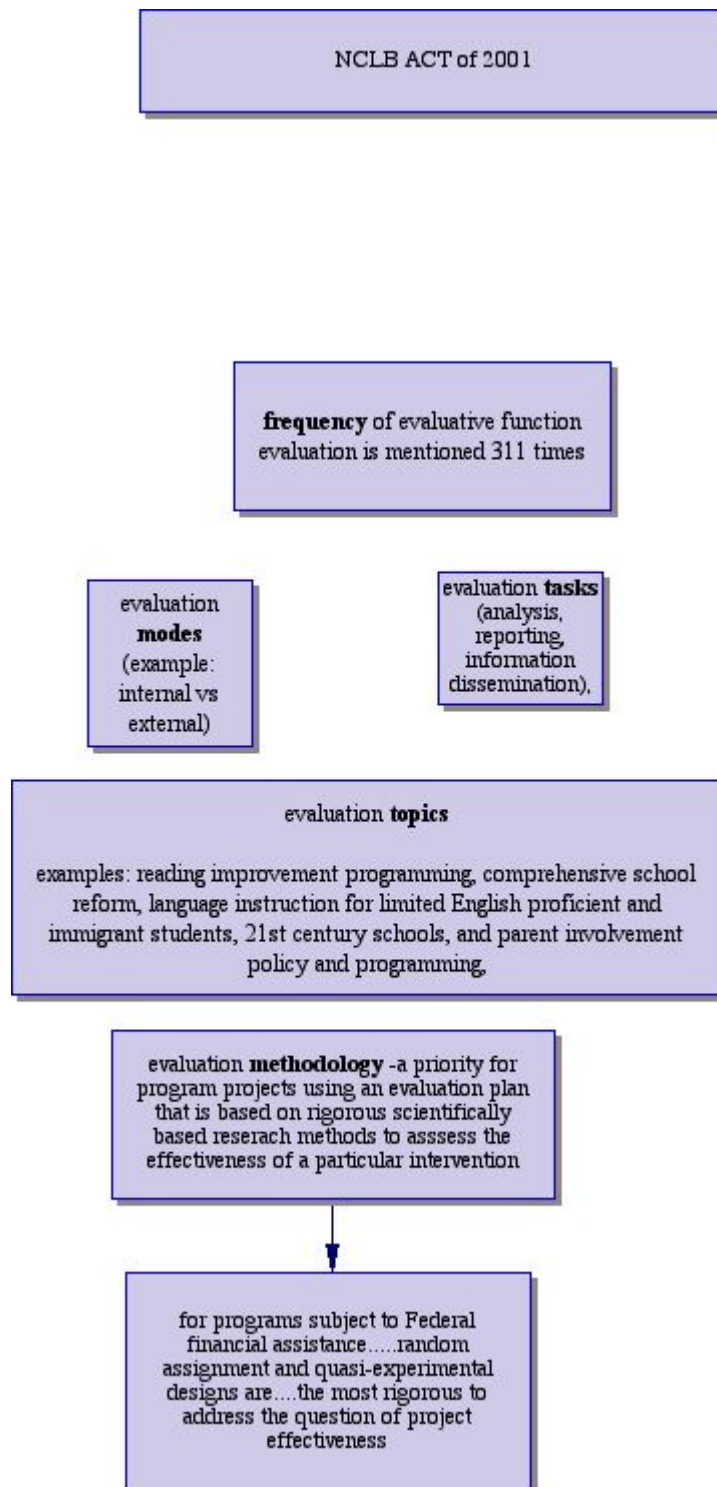 NCLB ACT of 2001
frequency of evaluative function
evaluation is mentioned 311 times
evaluation
modes
(example:
internal vs
external)
evaluation tasks
(analysis,
reporting,
information
dissemination),
evaluation topics
examples: reading improvement programming, comprehensive school
reform, language instruction for limited English proficient and
immigrant students, 21st century schools, and parent involvement
policy and programming,
evaluation methodology -a priority for
program projects using an evaluation plan
that is based on rigorous scientifically
based reserach methods to asssess the
effectiveness of a particular intervention
for programs subject to Federal
financial assistance.....random
assignment and quasi-experimental
designs are....the most rigorous to
address the question of project
effectiveness